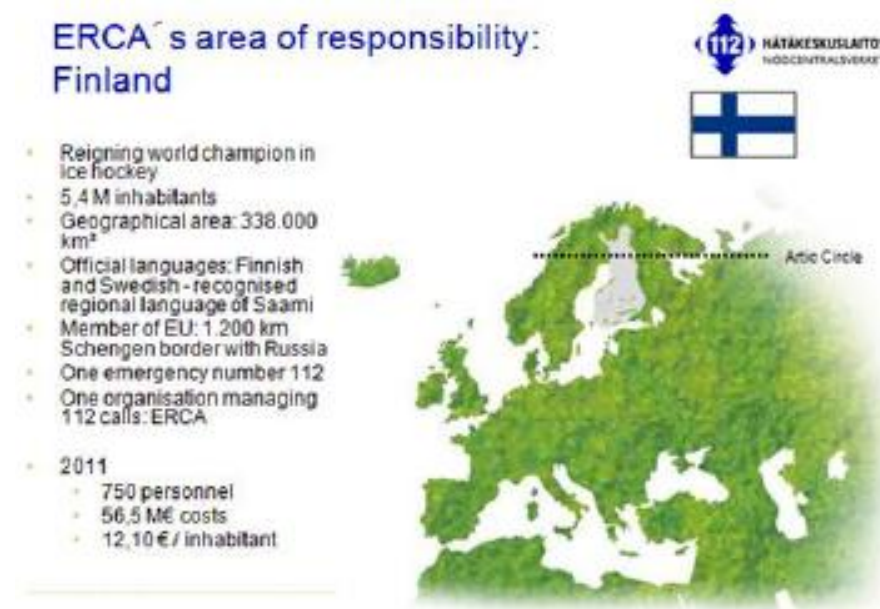 ERCA´s area of responsibility:
Finland
112
HÄTÄKESKUSLAITOS
NÖDCENTRALSVERKET
Reigning world champion in
ice hockey
5,4 M inhabitants
Geographical area: 338.000
km²
Official languages: Finnish
and Swedish - recognised
regional language of Saami
Member of EU: 1.200 km
Schengen border with Russia
One emergency number 112
One organisation managing
112 calls: ERCA
2011
750 personnel
56,5 M€ costs
12,10 € / inhabitant
Artic Circle